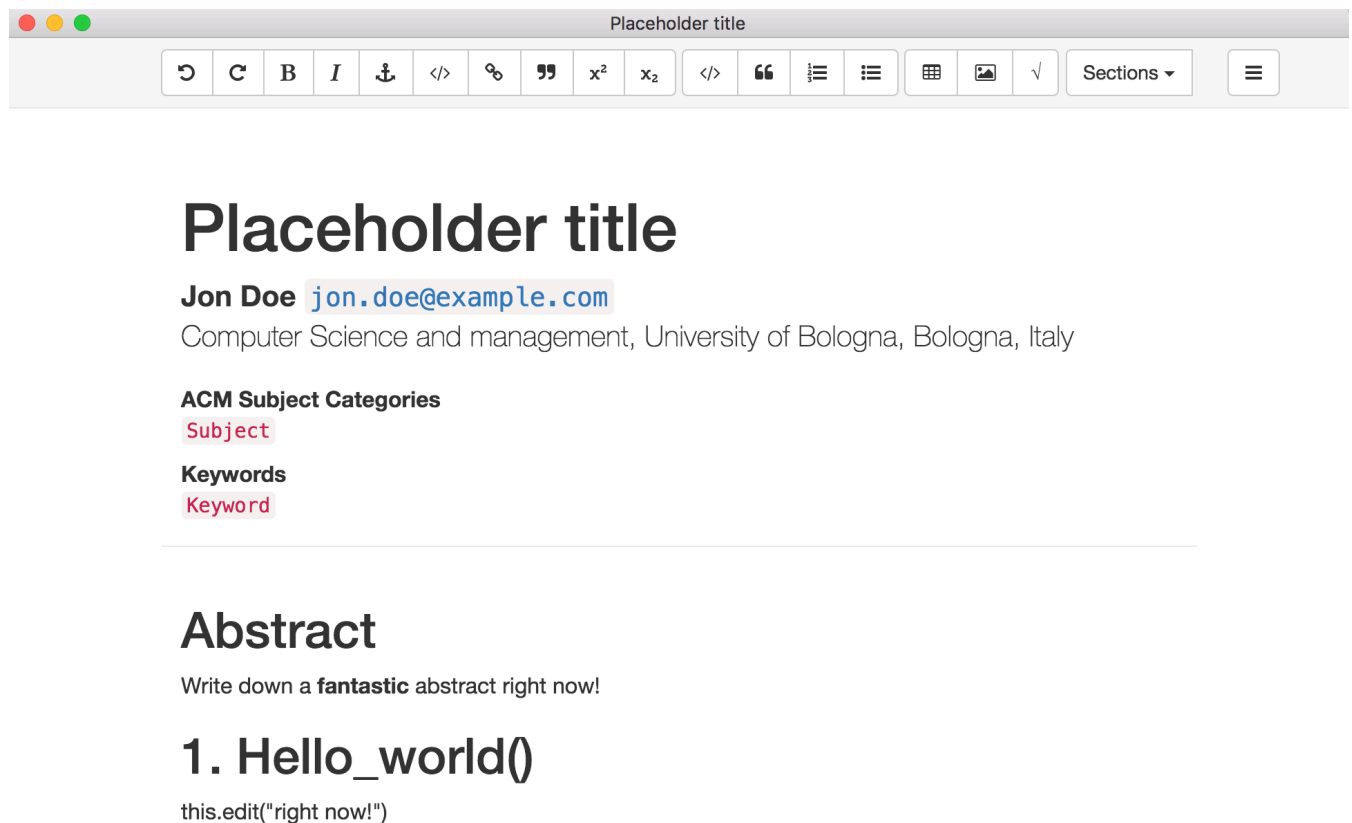 Placeholder title
B I </> x² x₂ </> √ Sections
Placeholder title
Jon Doe jon.doe@example.com
Computer Science and management, University of Bologna, Bologna, Italy
ACM Subject Categories
Subject
Keywords
Keyword
Abstract
Write down a fantastic abstract right now!
1. Hello_world()
this.edit("right now!")